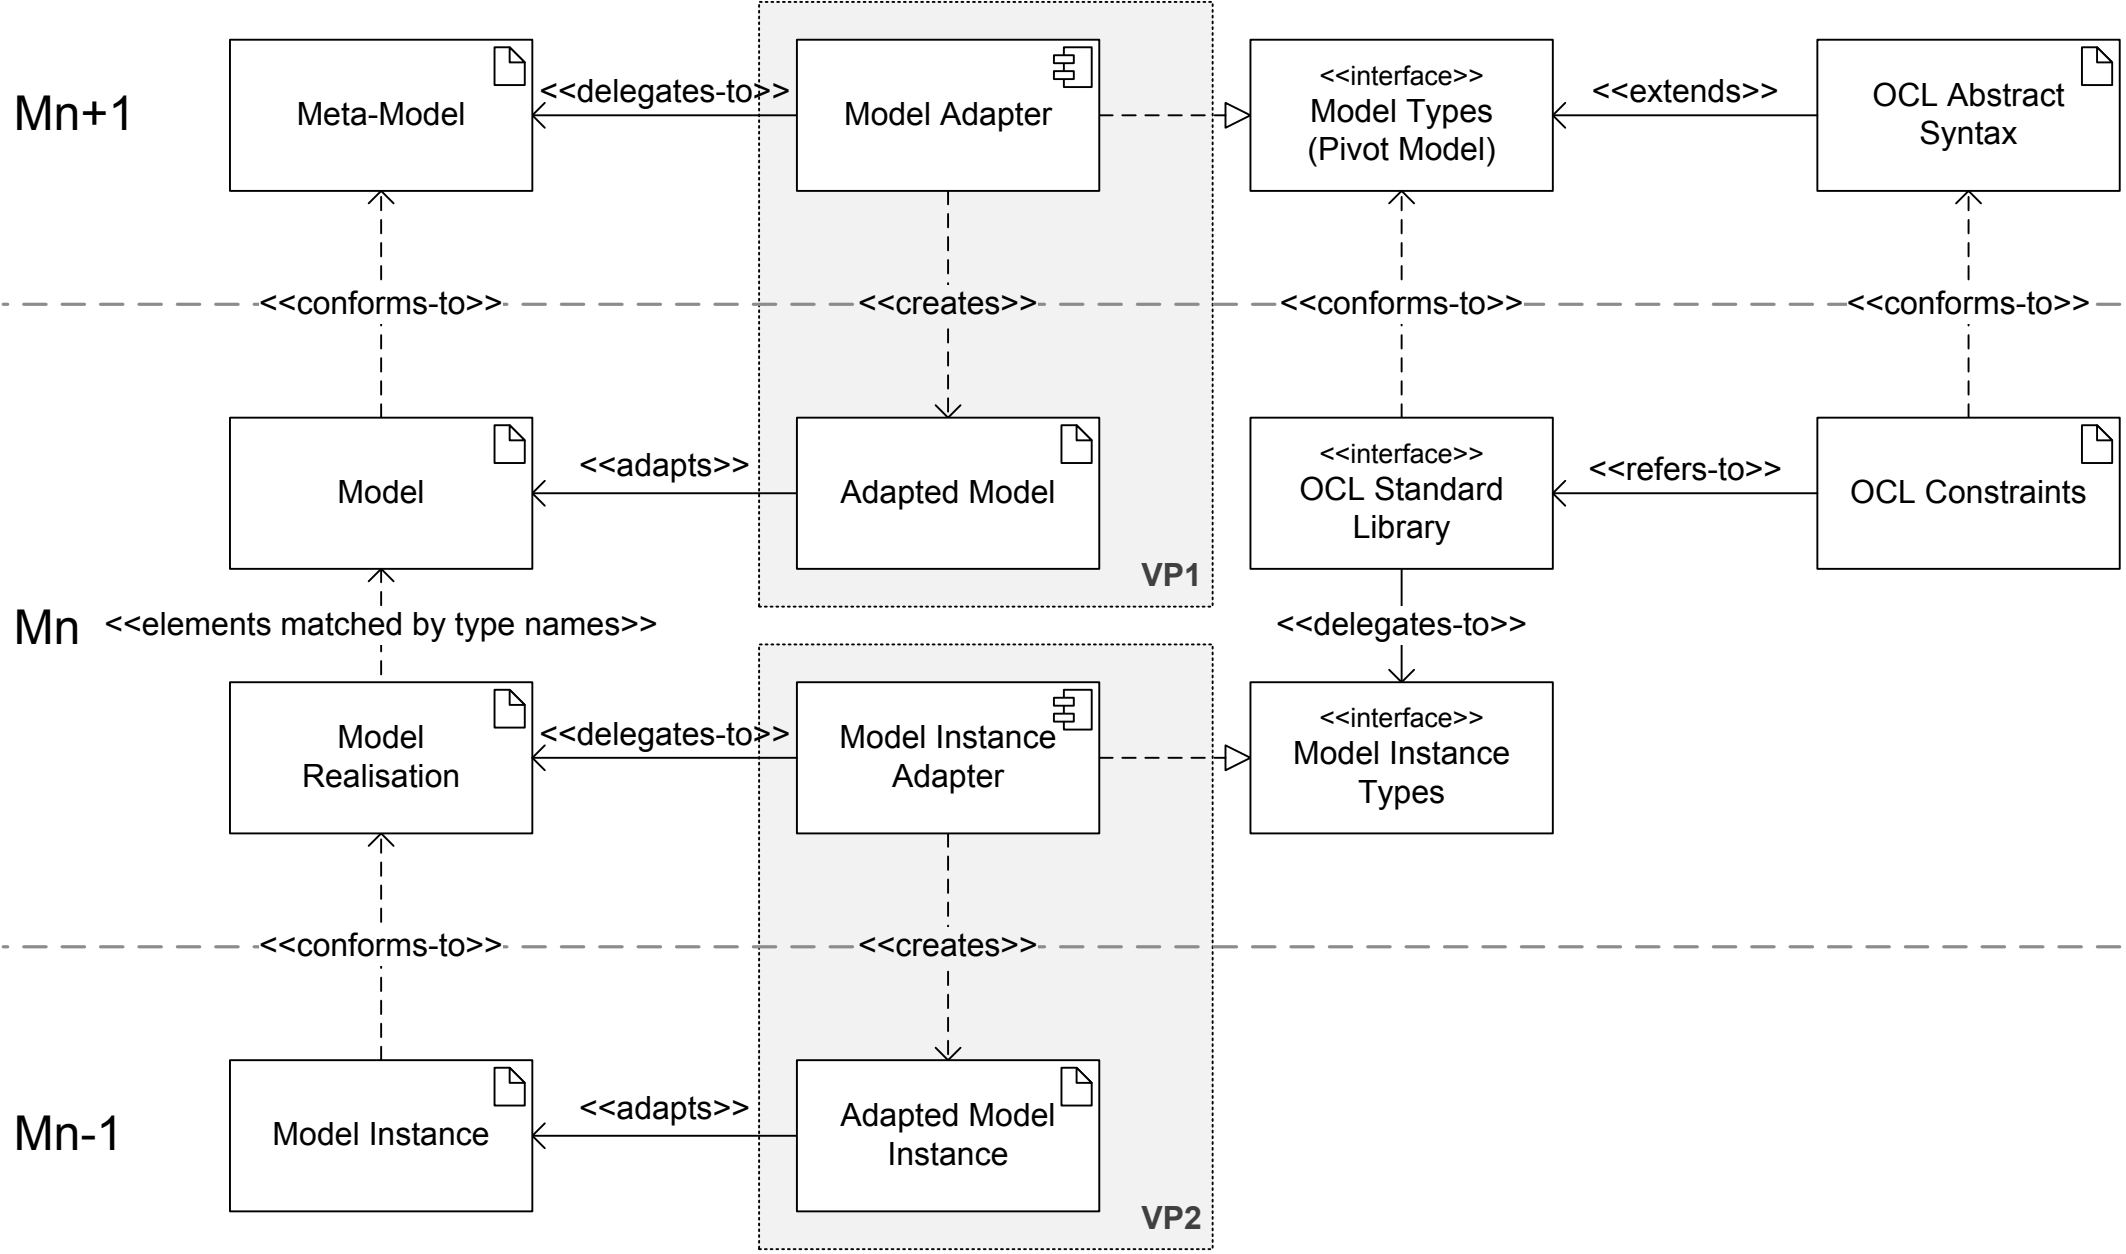 Mn+1
Meta-Model
<<delegates-to>>
Model Adapter
<<interface>>
Model Types
(Pivot Model)
<<extends>>
OCL Abstract
Syntax
<<conforms-to>>
<<creates>>
<<conforms-to>>
<<conforms-to>>
Mn
Model
<<adapts>>
Adapted Model
VP1
<<interface>>
OCL Standard
Library
<<refers-to>>
OCL Constraints
<<elements matched by type names>>
<<delegates-to>>
Model
Realisation
<<delegates-to>>
Model Instance
Adapter
<<interface>>
Model Instance
Types
<<conforms-to>>
<<creates>>
Mn-1
Model Instance
<<adapts>>
Adapted Model
Instance
VP2